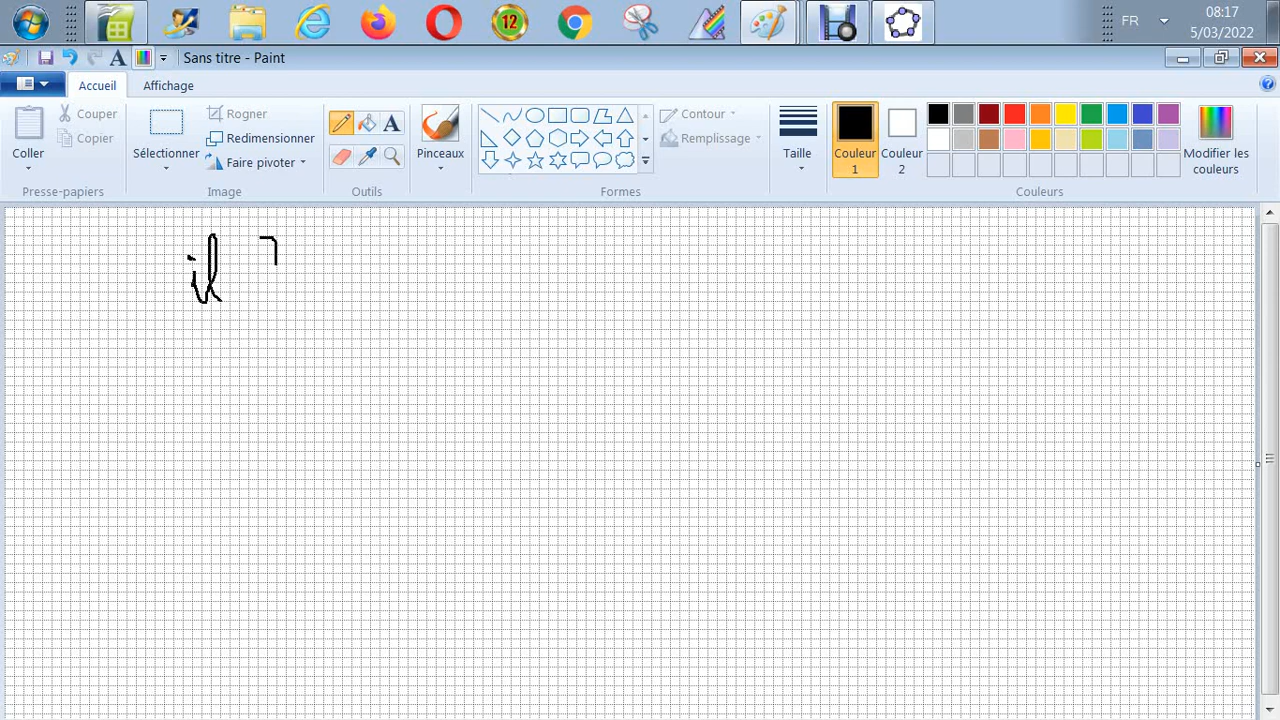 12 FR 08:17
5/03/2022
Sans titre - Paint
Accueil Affichage
Coller Couper Copier Sélectionner Rogner Redimensionner Faire pivoter Pinceaux Contour Remplissage Taille Couleur 1 Couleur 2 Modifier les couleurs
Presse-papiers Image Outils Formes Couleurs
il